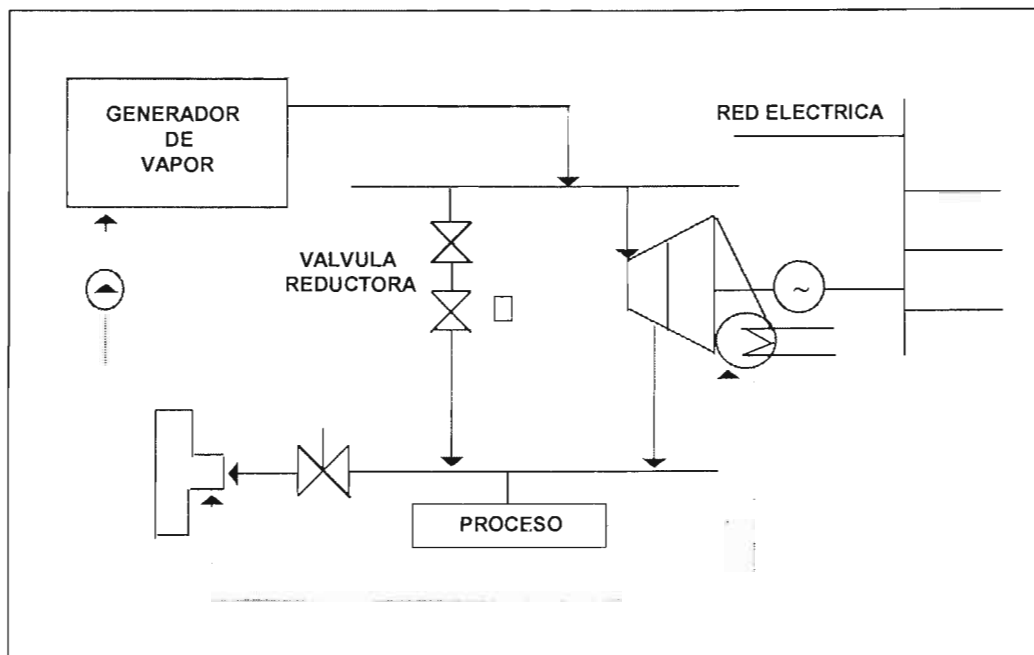 GENERADOR
DE
VAPOR
RED ELECTRICA
VALVULA
REDUCTORA
~
PROCESO